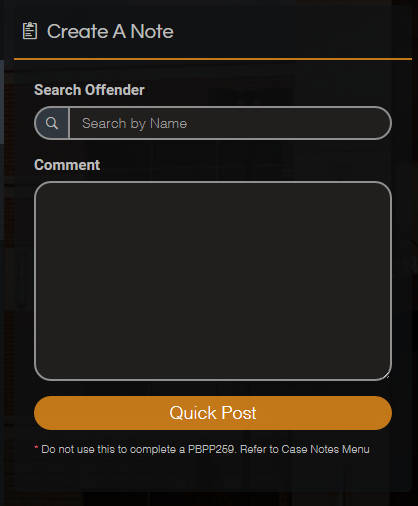 Create A Note
Search Offender
Search by Name
Comment
Quick Post
* Do not use this to complete a PBPP259. Refer to Case Notes Menu